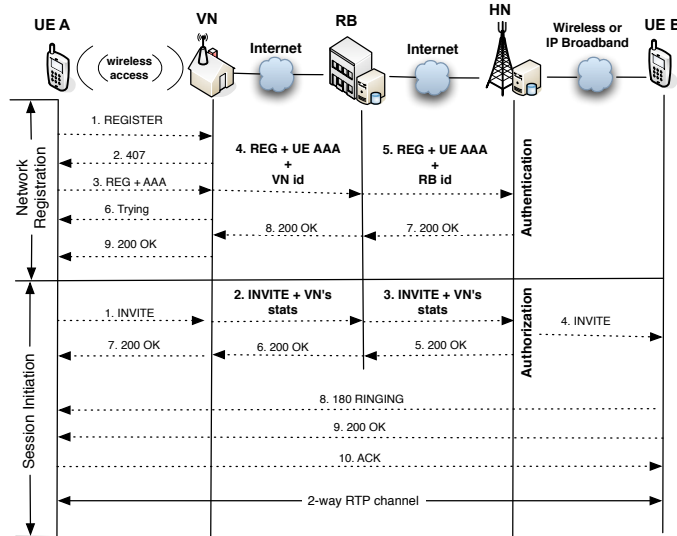 UE A
VN
RB
HN
UE B
wireless
access
Internet
Internet
Wireless or
IP Broadband
Network
Registration
1. REGISTER
2. 407
3. REG + AAA
4. REG + UE AAA
+
VN id
5. REG + UE AAA
+
RB id
6. Trying
7. 200 OK
8. 200 OK
9. 200 OK
Authentication
Session Initiation
1. INVITE
2. INVITE + VN's
stats
3. INVITE + VN's
stats
4. INVITE
7. 200 OK
6. 200 OK
5. 200 OK
Authorization
8. 180 RINGING
9. 200 OK
10. ACK
2-way RTP channel